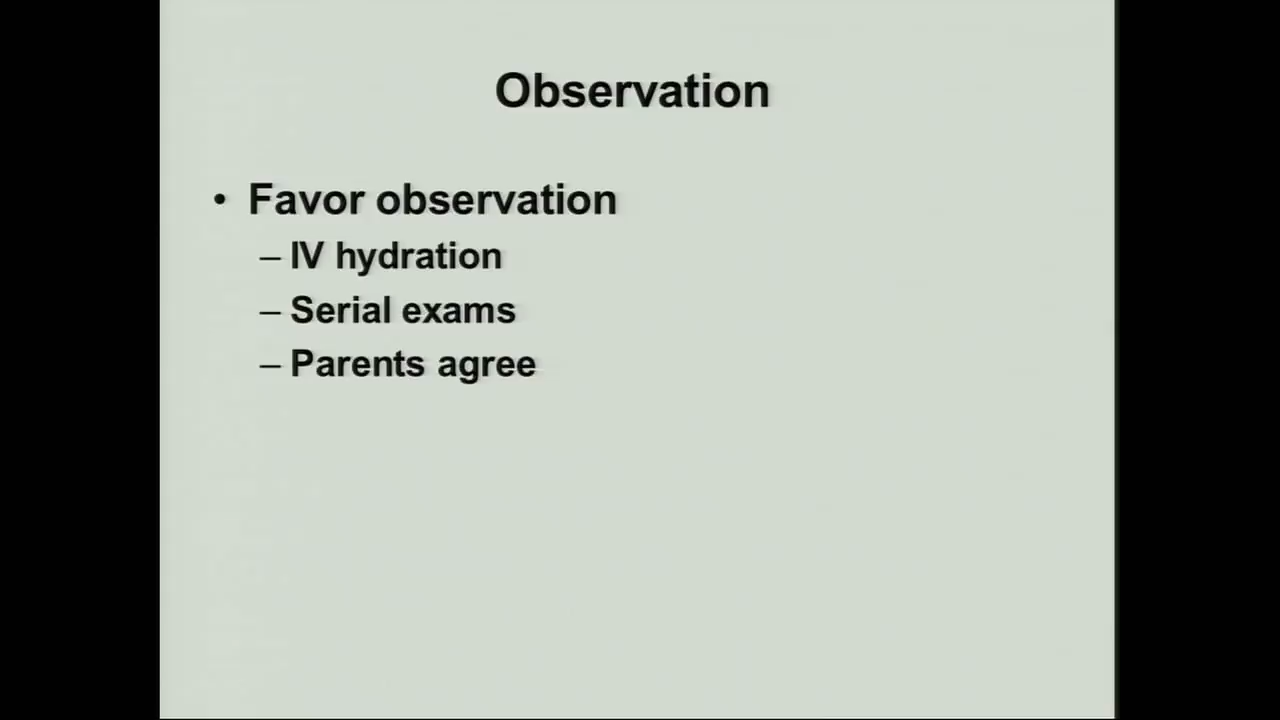 Observation
• Favor observation
– IV hydration
– Serial exams
– Parents agree